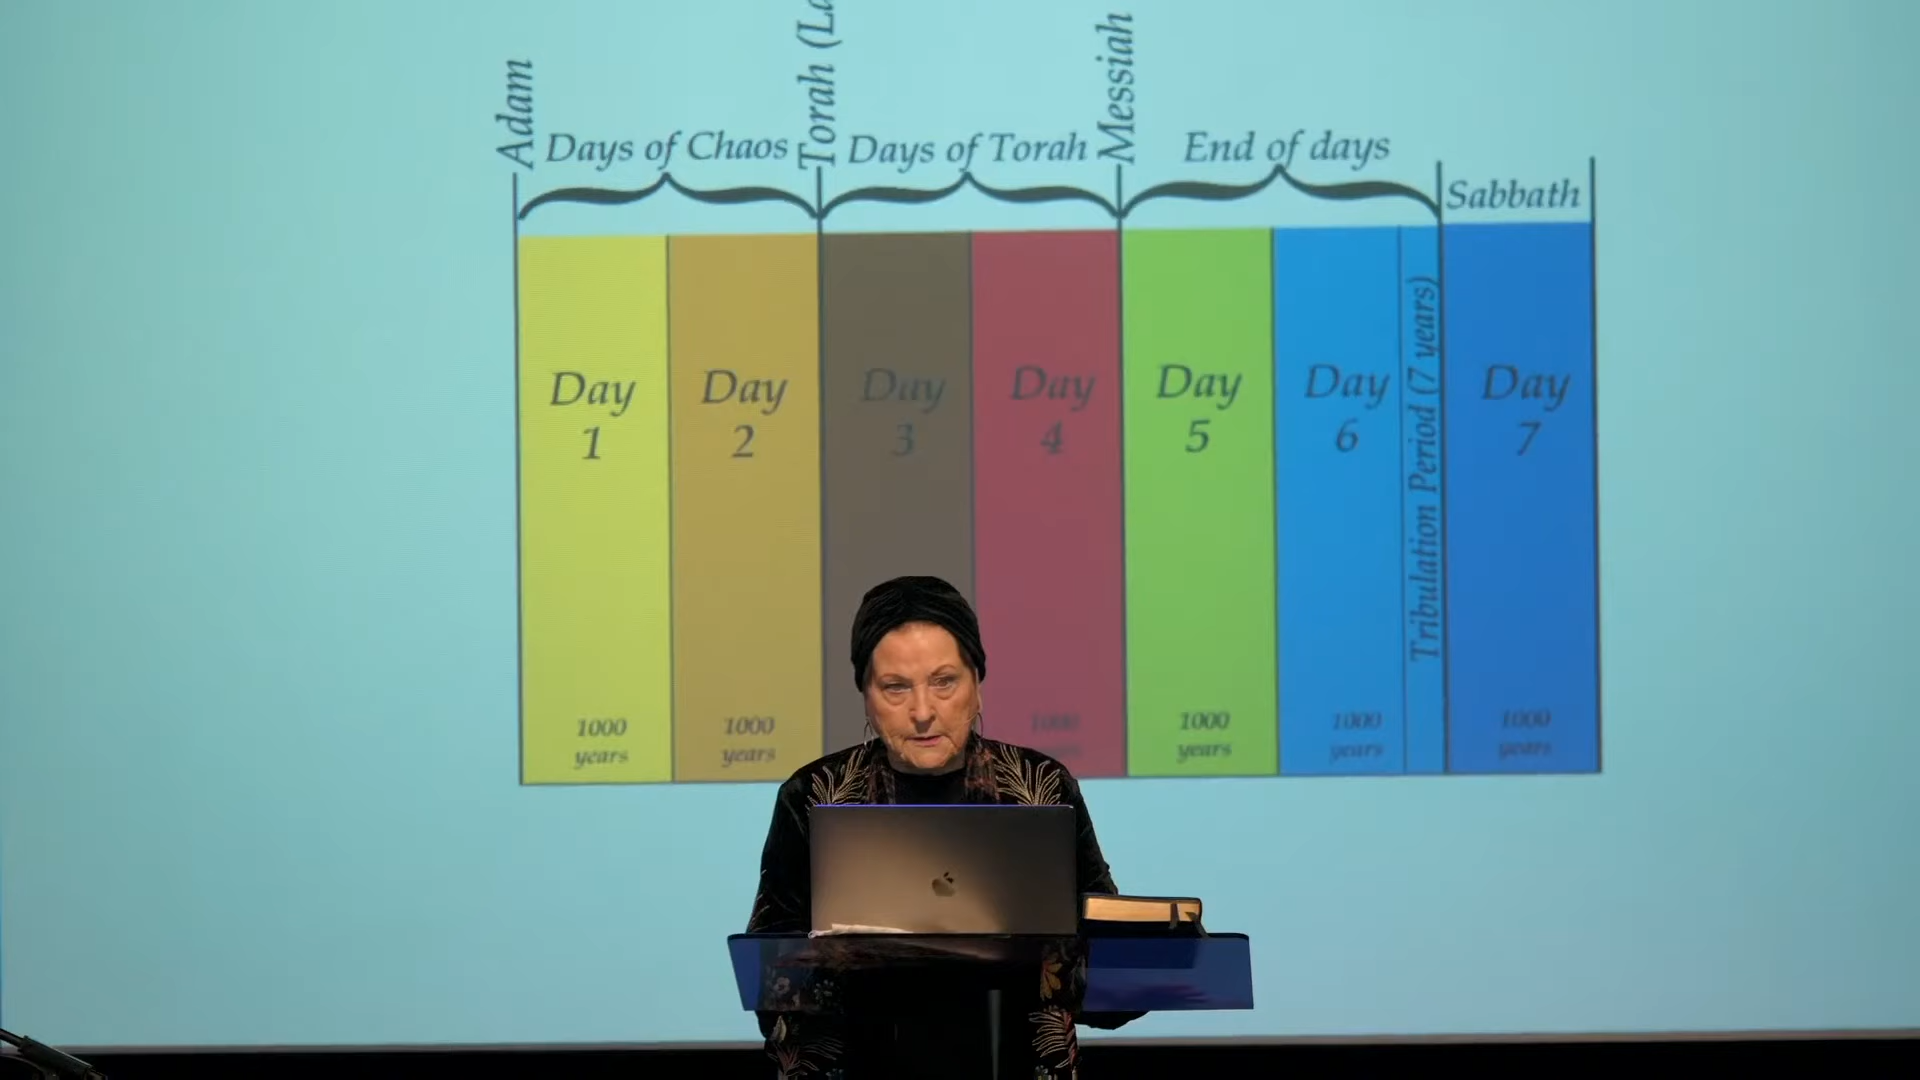 Adam
Torah (La
Messiah
Days of Chaos
Days of Torah
End of days
Sabbath
Day
1
Day
2
Day
3
Day
4
Day
5
Day
6
Tribulation Period (7 years)
Day
7
1000
years
1000
years
1000
1000
years
1000
years
1000
years